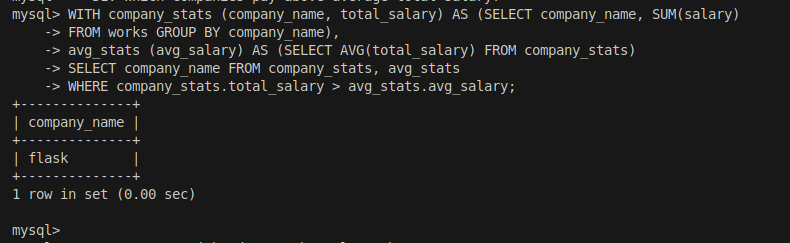 mysql> WITH company_stats (company_name, total_salary) AS (SELECT company_name, SUM(salary)
    -> FROM works GROUP BY company_name),
    -> avg_stats (avg_salary) AS (SELECT AVG(total_salary) FROM company_stats)
    -> SELECT company_name FROM company_stats, avg_stats
    -> WHERE company_stats.total_salary > avg_stats.avg_salary;
+--------------+
| company_name |
+--------------+
| flask        |
+--------------+
1 row in set (0.00 sec)
mysql>